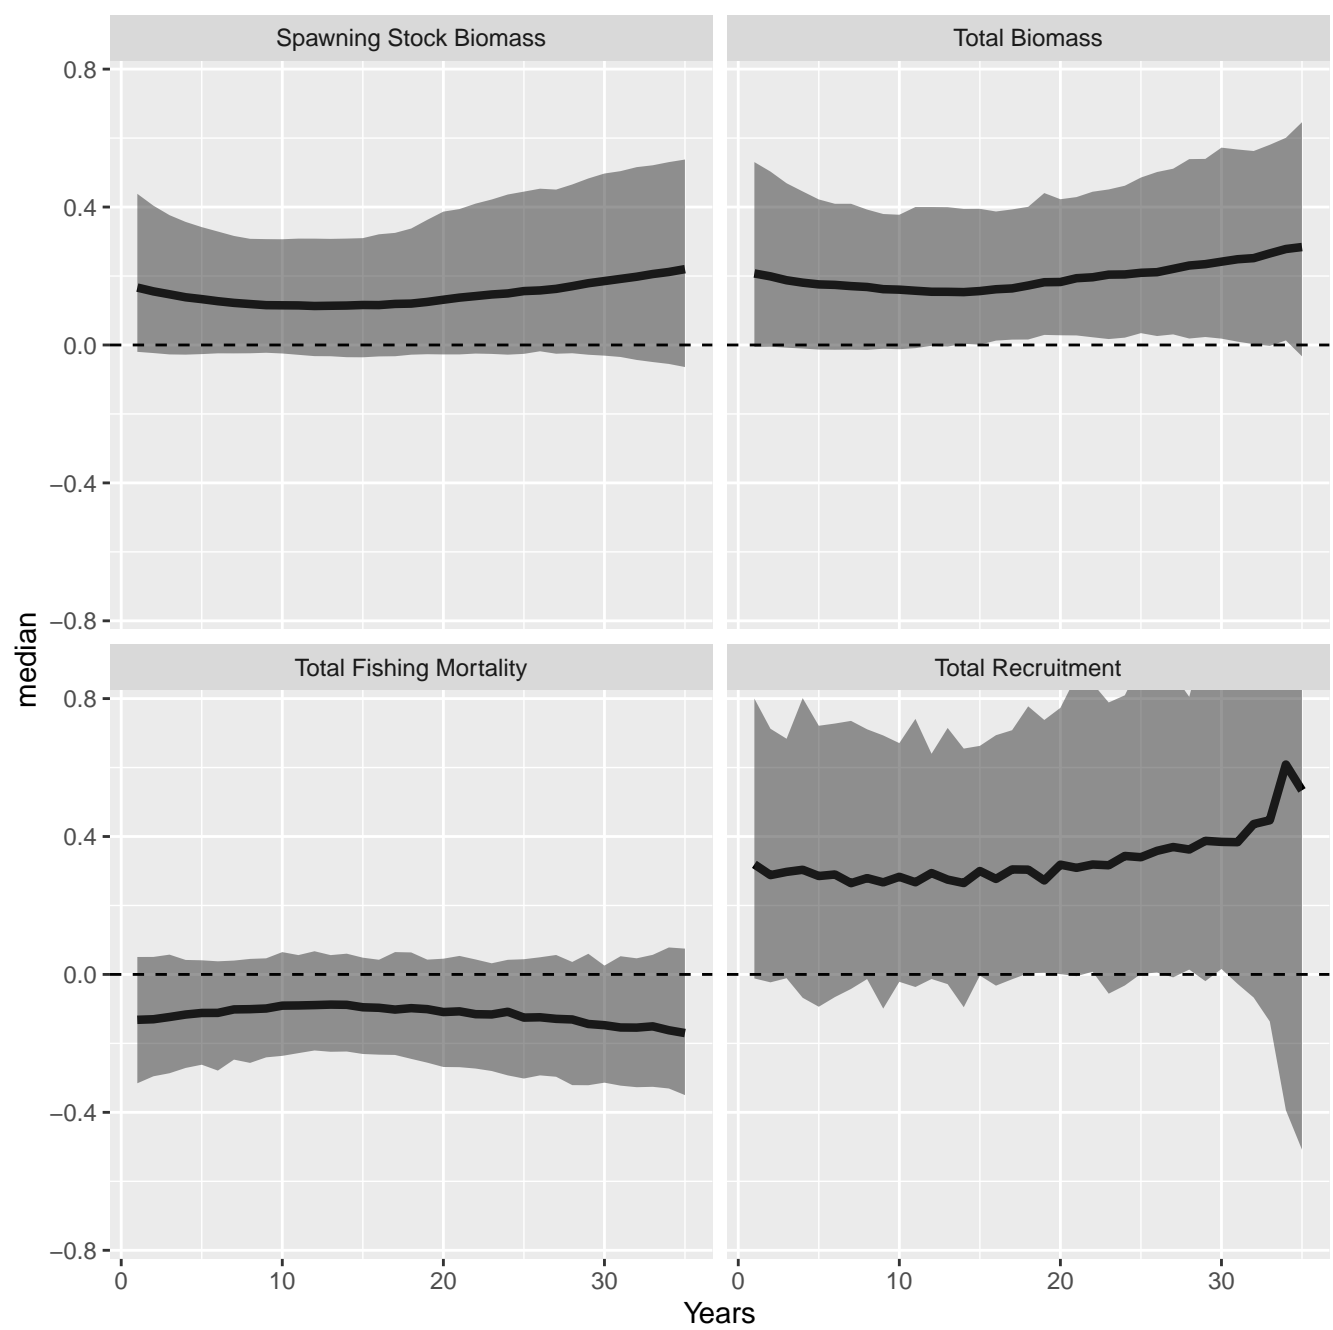 Spawning Stock Biomass
Total Biomass
0.8
0.4
0.0
−0.4
−0.8
median
Total Fishing Mortality
Total Recruitment
0.8
0.4
0.0
−0.4
−0.8
0 10 20 30
0 10 20 30
Years